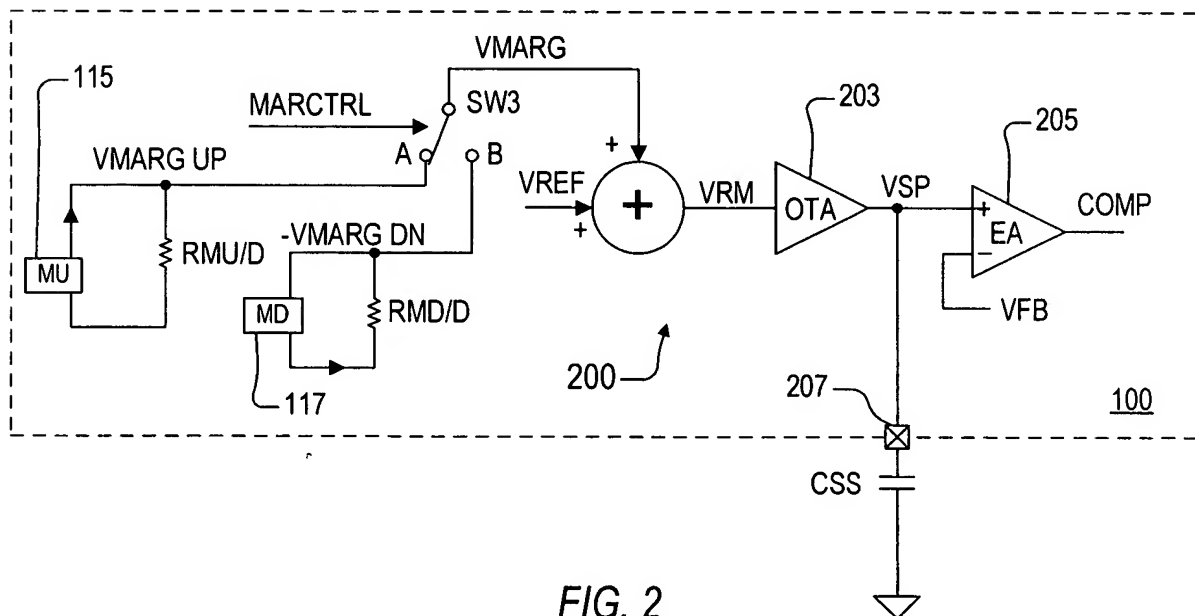 VMARG
115
203
MARCTRL
SW3
205
A
B
VMARG UP
+
VREF
+
+
VRM
OTA
VSP
+
EA
−
COMP
-VMARG DN
MU
RMU/D
MD
RMD/D
VFB
200
207
117
100
CSS
FIG. 2